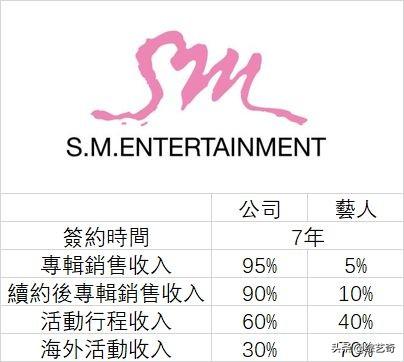 Sm
S.M.ENTERTAINMENT
公司 藝人
簽約時間 7年
專輯銷售收入 95% 5%
續約後專輯銷售收入 90% 10%
活動行程收入 60% 40%
海外活動收入 30% 70%
头条 @徐艺奇